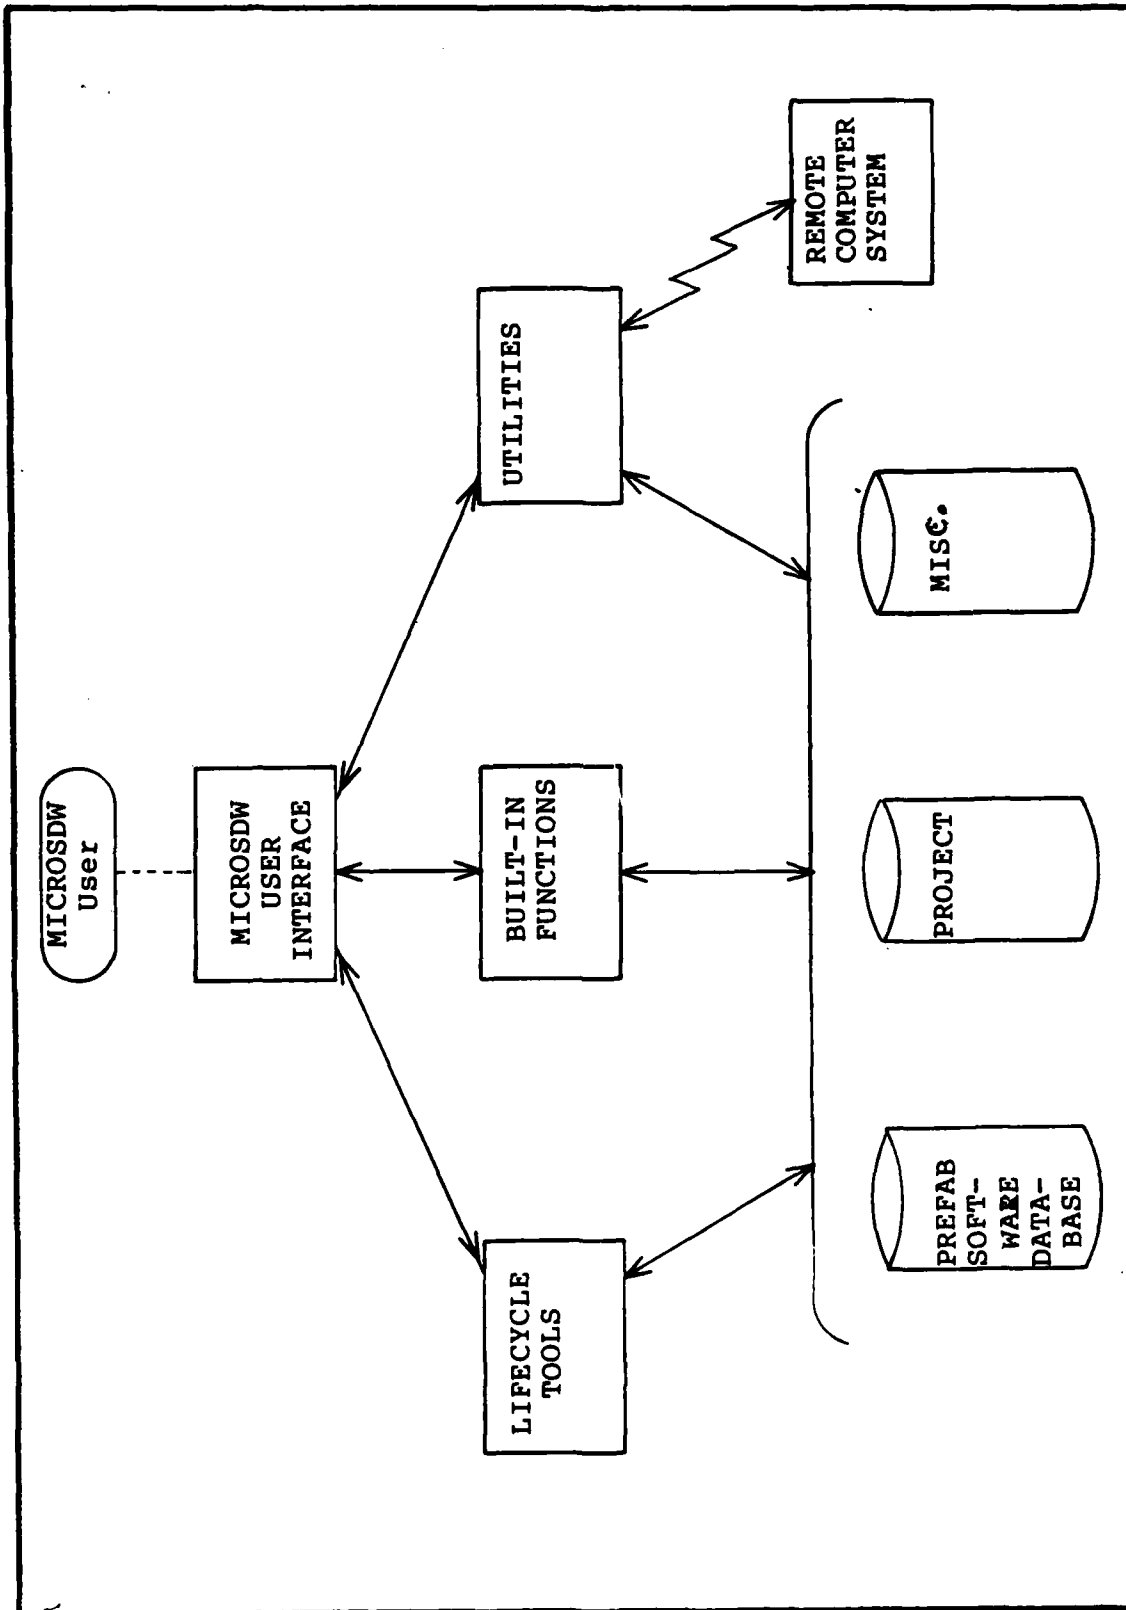 MICROSDW
User
MICROSDW
USER
INTERFACE
LIFECYCLE
TOOLS
BUILT-IN
FUNCTIONS
UTILITIES
REMOTE
COMPUTER
SYSTEM
PREFAB
SOFT-
WARE
DATA-
BASE
PROJECT
MISC.